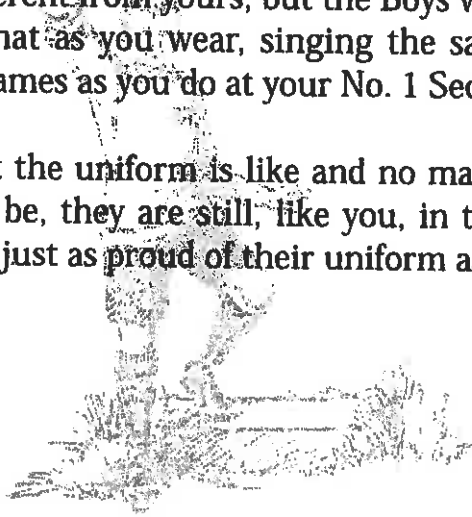 erent from yours, but the Boys w
hat as you wear, singing the sa
ames as you do at your No. 1 Sec
t the uniform is like and no ma
be, they are still, like you, in t
just as proud of their uniform a